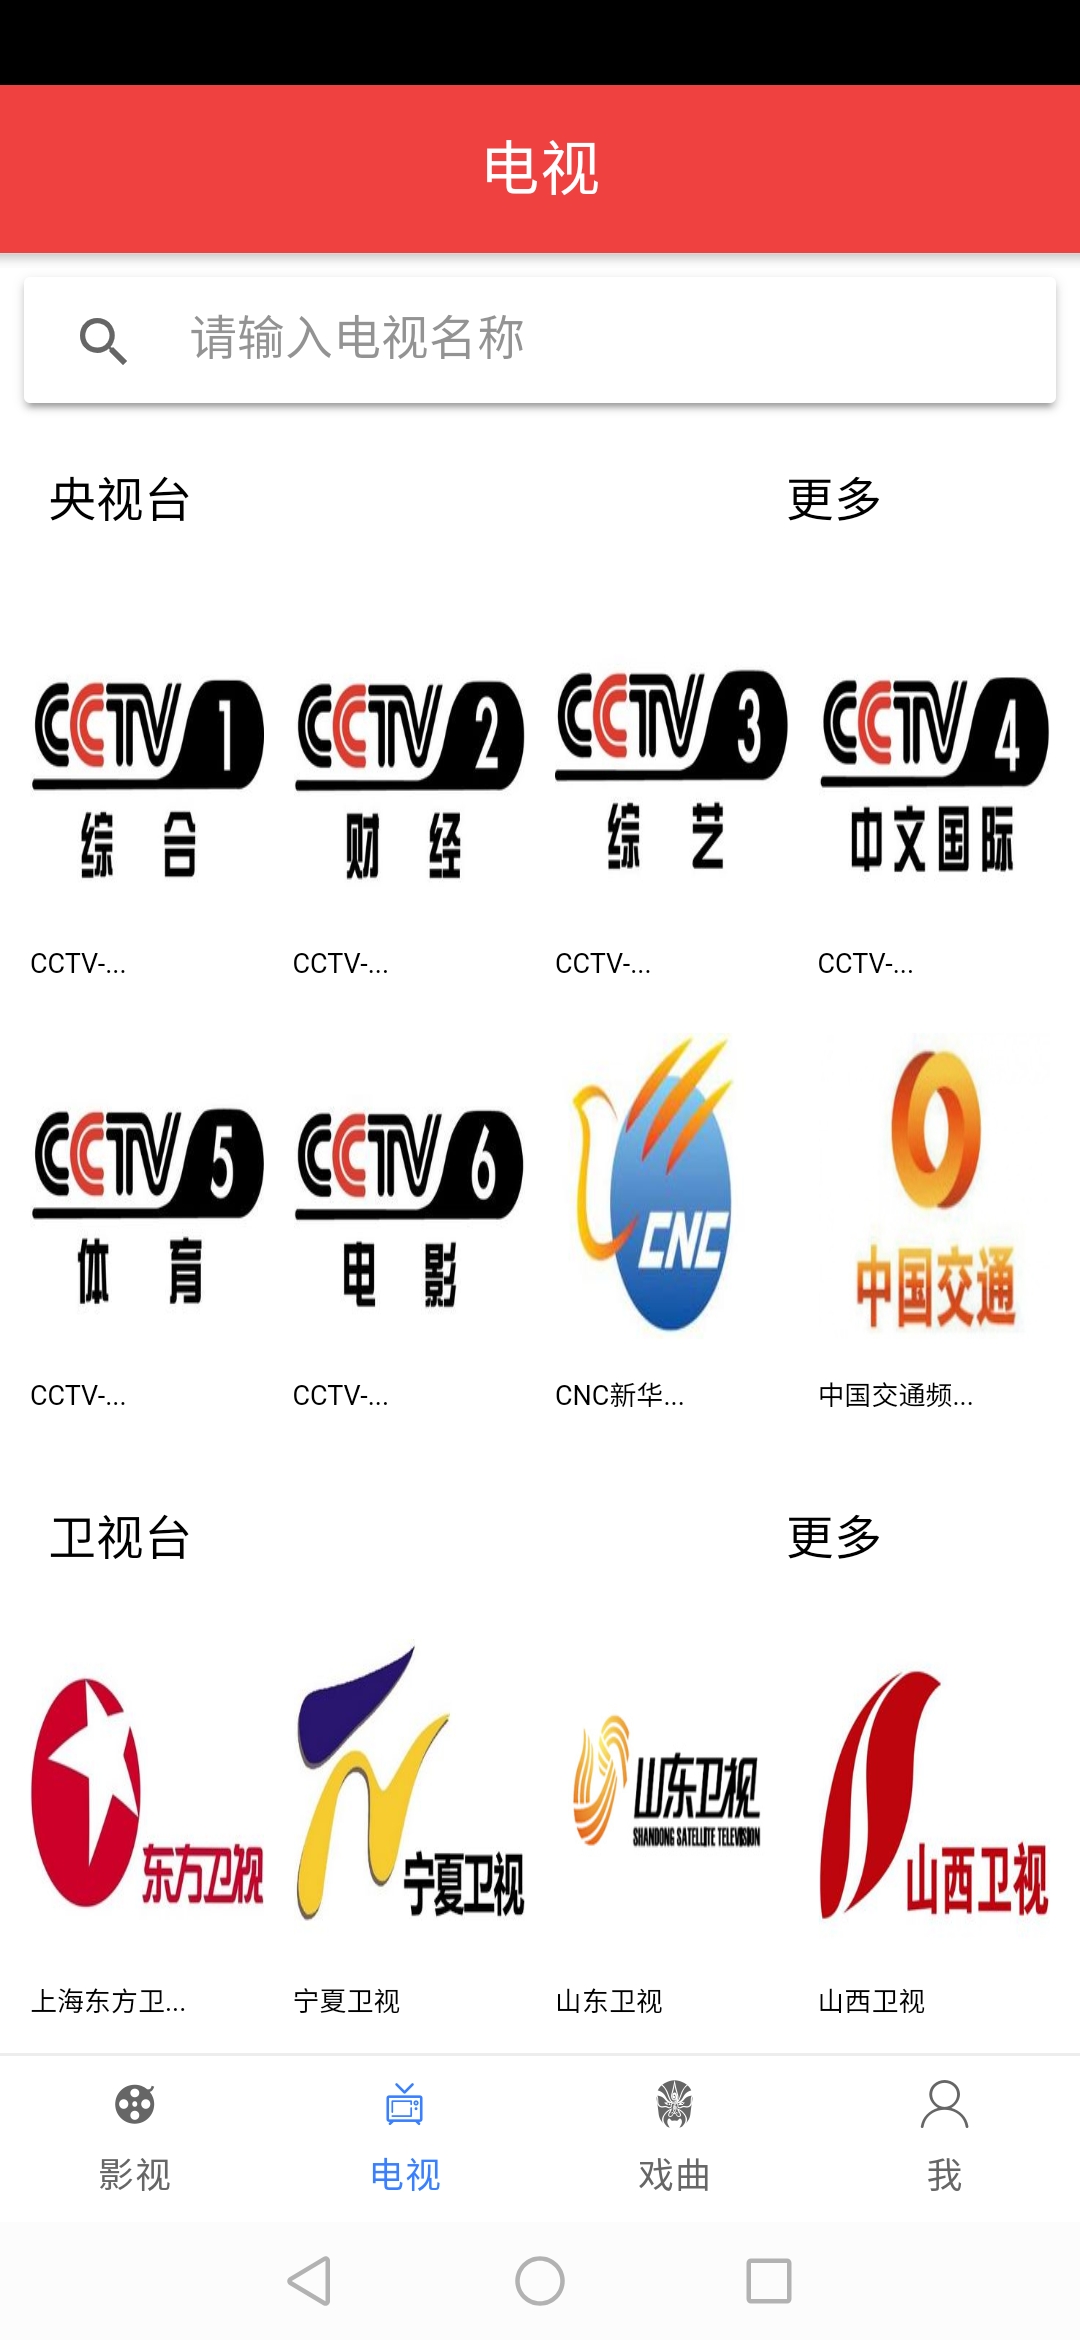 电视
请输入电视名称
央视台 更多
CCTV 1 CCTV 2 CCTV 3 CCTV 4
综合 财经 综艺 中文国际
CCTV-... CCTV-... CCTV-... CCTV-...
CCTV 5 CCTV 6 CNC 中国交通
体育 电影
CCTV-... CCTV-... CNC新华... 中国交通频...
卫视台 更多
东方卫视 宁夏卫视 山东卫视 山西卫视
SHANDONG SATELLITE TELEVISION
上海东方卫... 宁夏卫视 山东卫视 山西卫视
影视 电视 戏曲 我